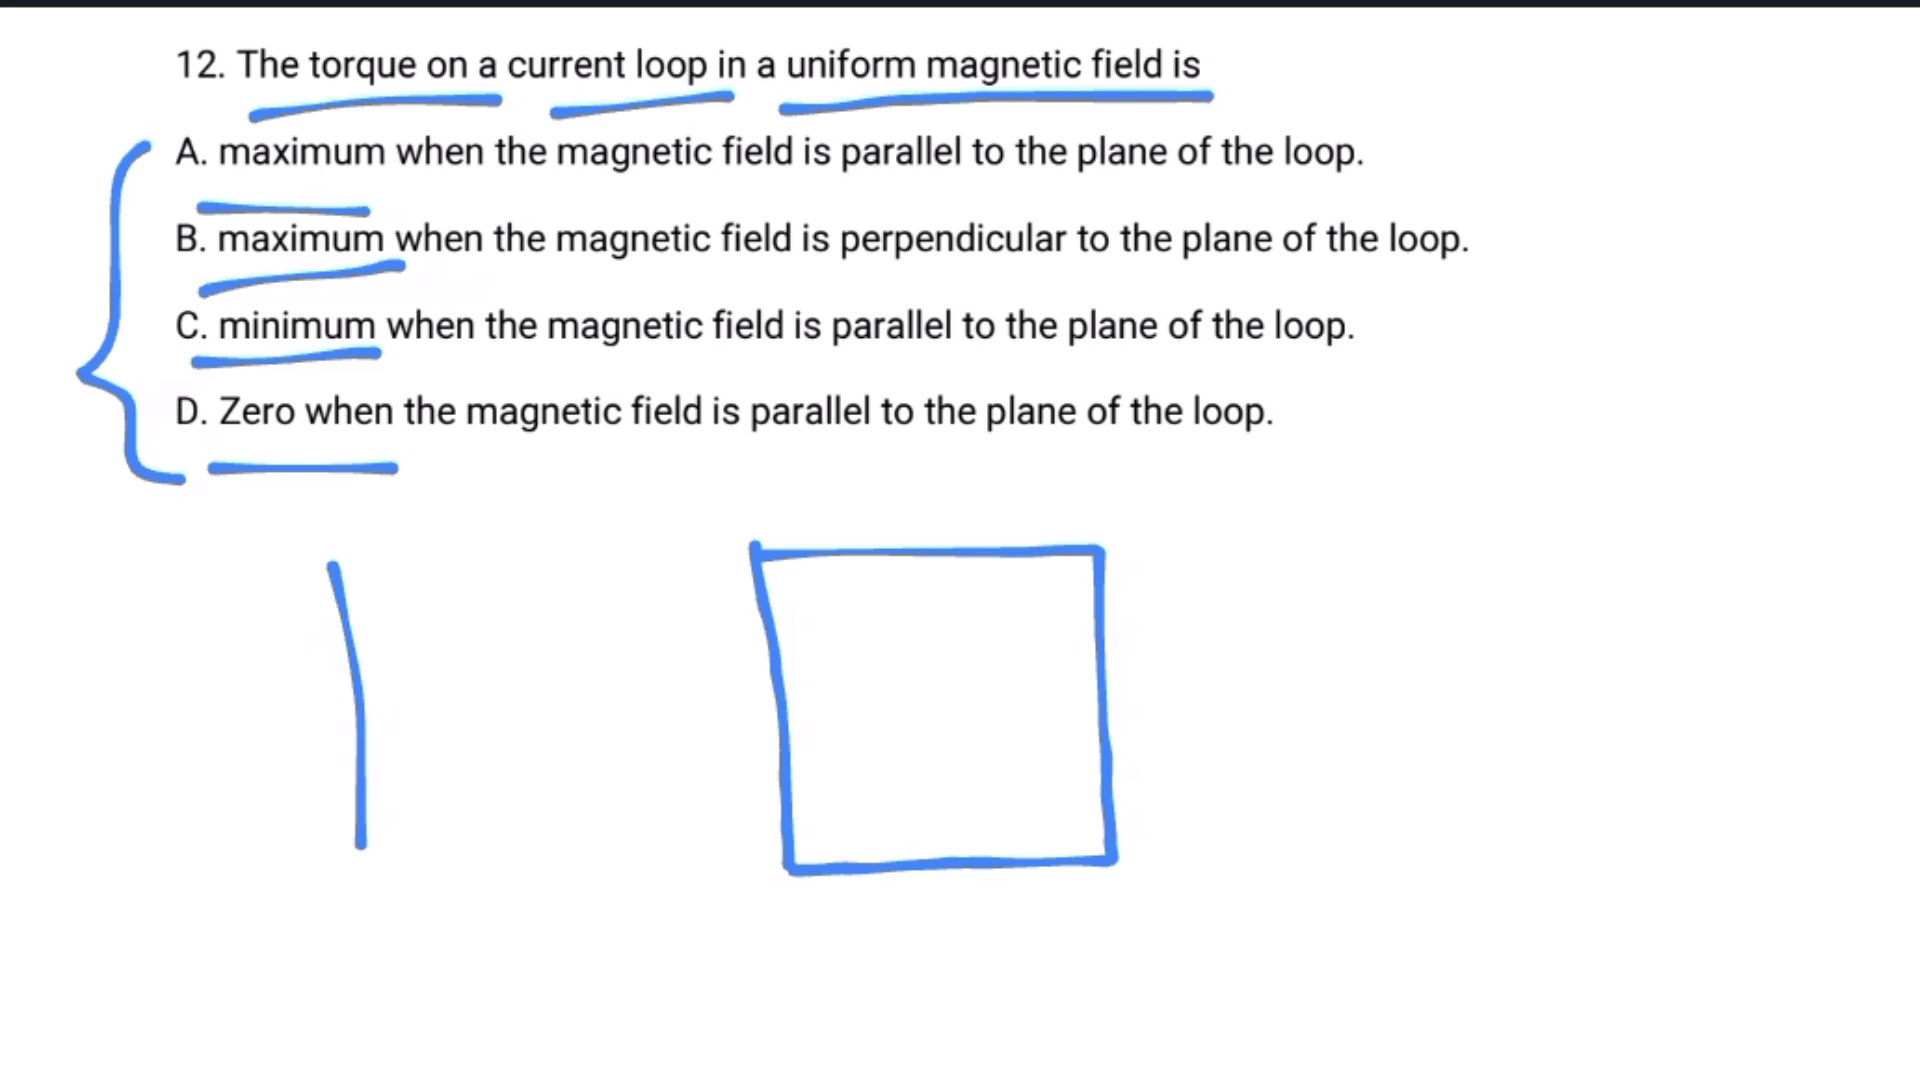 12. The torque on a current loop in a uniform magnetic field is
A. maximum when the magnetic field is parallel to the plane of the loop.
B. maximum when the magnetic field is perpendicular to the plane of the loop.
C. minimum when the magnetic field is parallel to the plane of the loop.
D. Zero when the magnetic field is parallel to the plane of the loop.